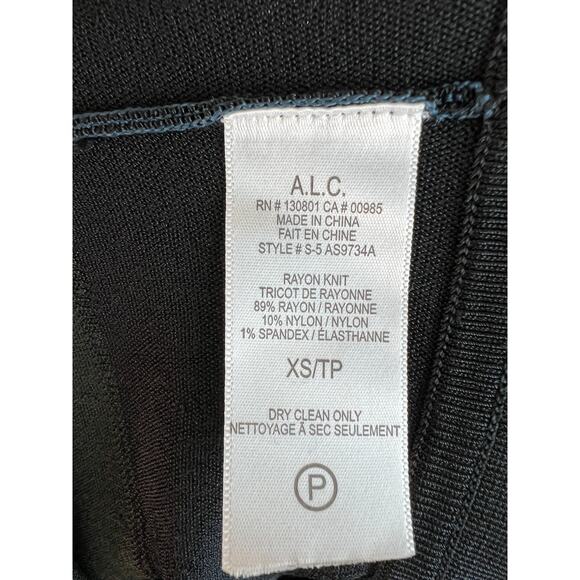 A.L.C.
RN # 130801 CA # 00985
MADE IN CHINA
FAIT EN CHINE
STYLE # S-5 AS9734A
RAYON KNIT
TRICOT DE RAYONNE
89% RAYON / RAYONNE
10% NYLON / NYLON
1% SPANDEX / ÉLASTHANNE
XS/TP
DRY CLEAN ONLY
NETTOYAGE Ã SEC SEULEMENT
P